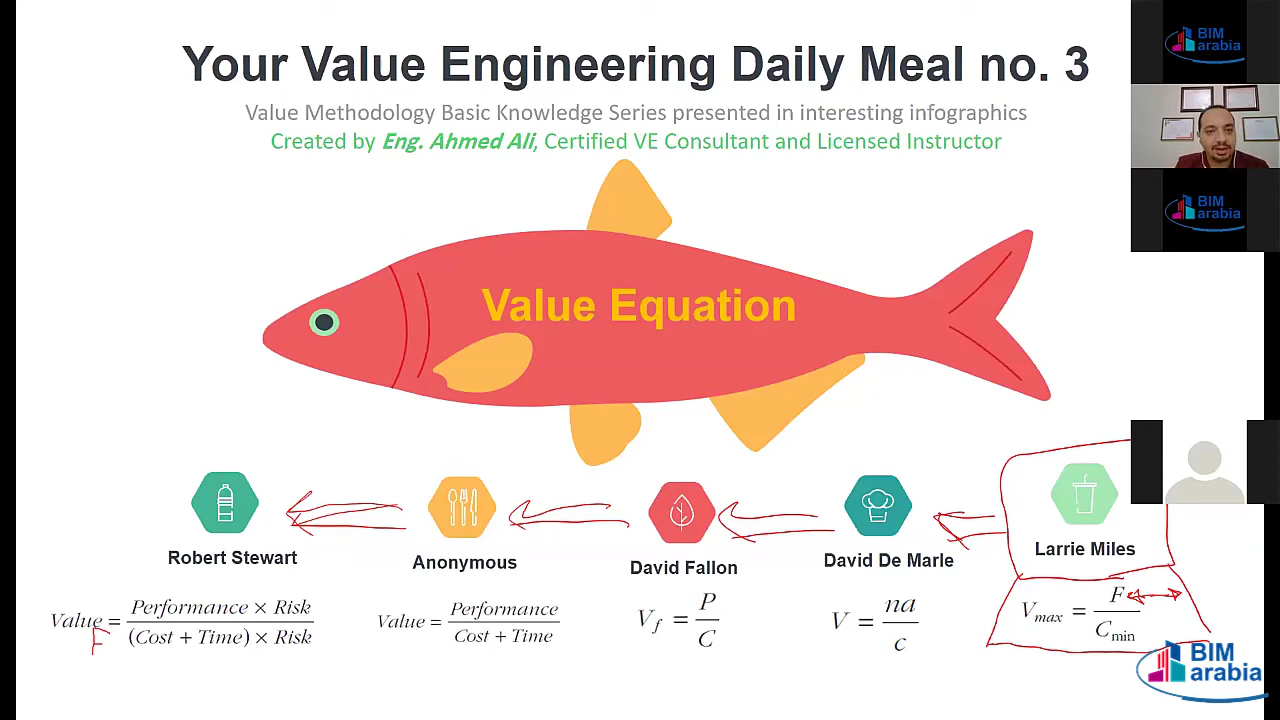 Your Value Engineering Daily Meal no. 3
Value Methodology Basic Knowledge Series presented in interesting infographics
Created by Eng. Ahmed Ali, Certified VE Consultant and Licensed Instructor
Value Equation
Robert Stewart
Value = Performance × Risk / (Cost + Time) × Risk
F
Anonymous
Value = Performance / Cost + Time
David Fallon
V_f = P / C
David De Marle
V = na / c
Larrie Miles
V_max = F / C_min
BIM
arabia
BIM
arabia
BIM
arabia